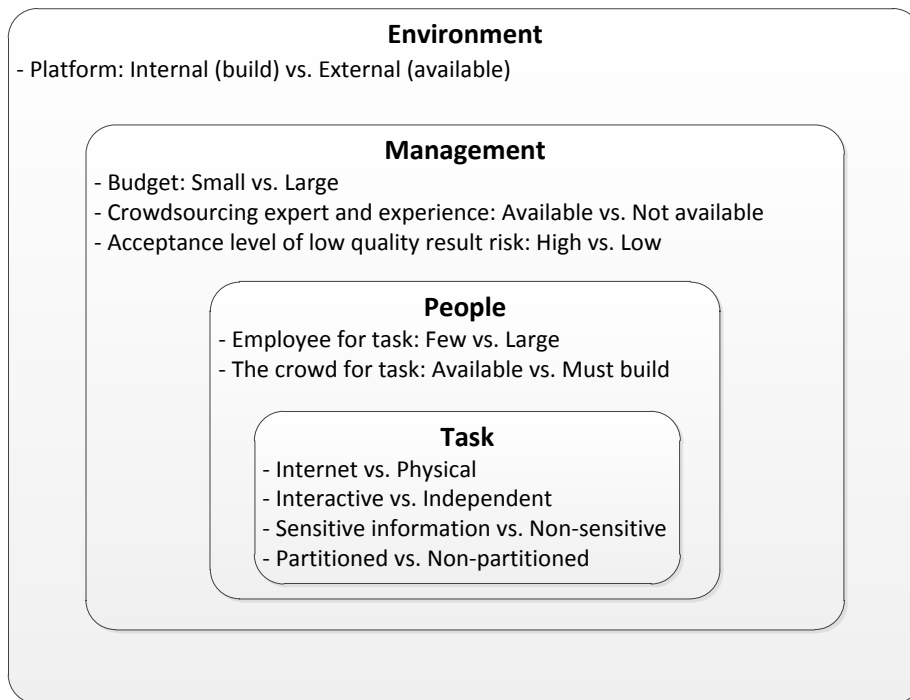 Environment
- Platform: Internal (build) vs. External (available)
Management
- Budget: Small vs. Large
- Crowdsourcing expert and experience: Available vs. Not available
- Acceptance level of low quality result risk: High vs. Low
People
- Employee for task: Few vs. Large
- The crowd for task: Available vs. Must build
Task
- Internet vs. Physical
- Interactive vs. Independent
- Sensitive information vs. Non-sensitive
- Partitioned vs. Non-partitioned